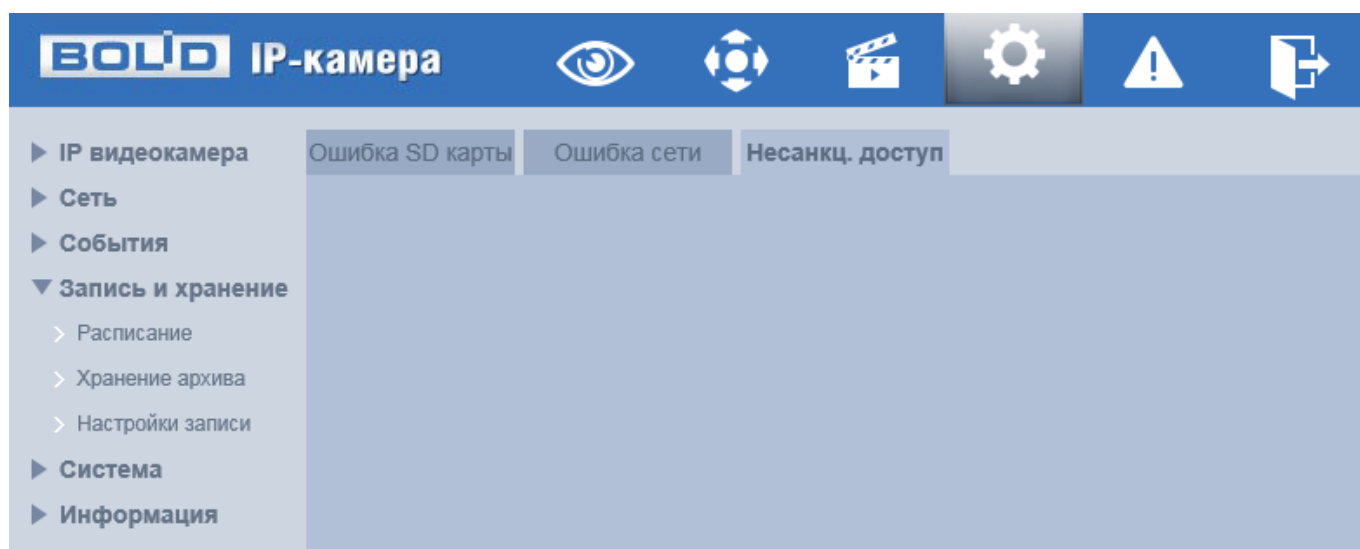 BOLID IP-камера
IP видеокамера
Ошибка SD карты
Ошибка сети
Несанкц. доступ
Сеть
События
Запись и хранение
Расписание
Хранение архива
Настройки записи
Система
Информация